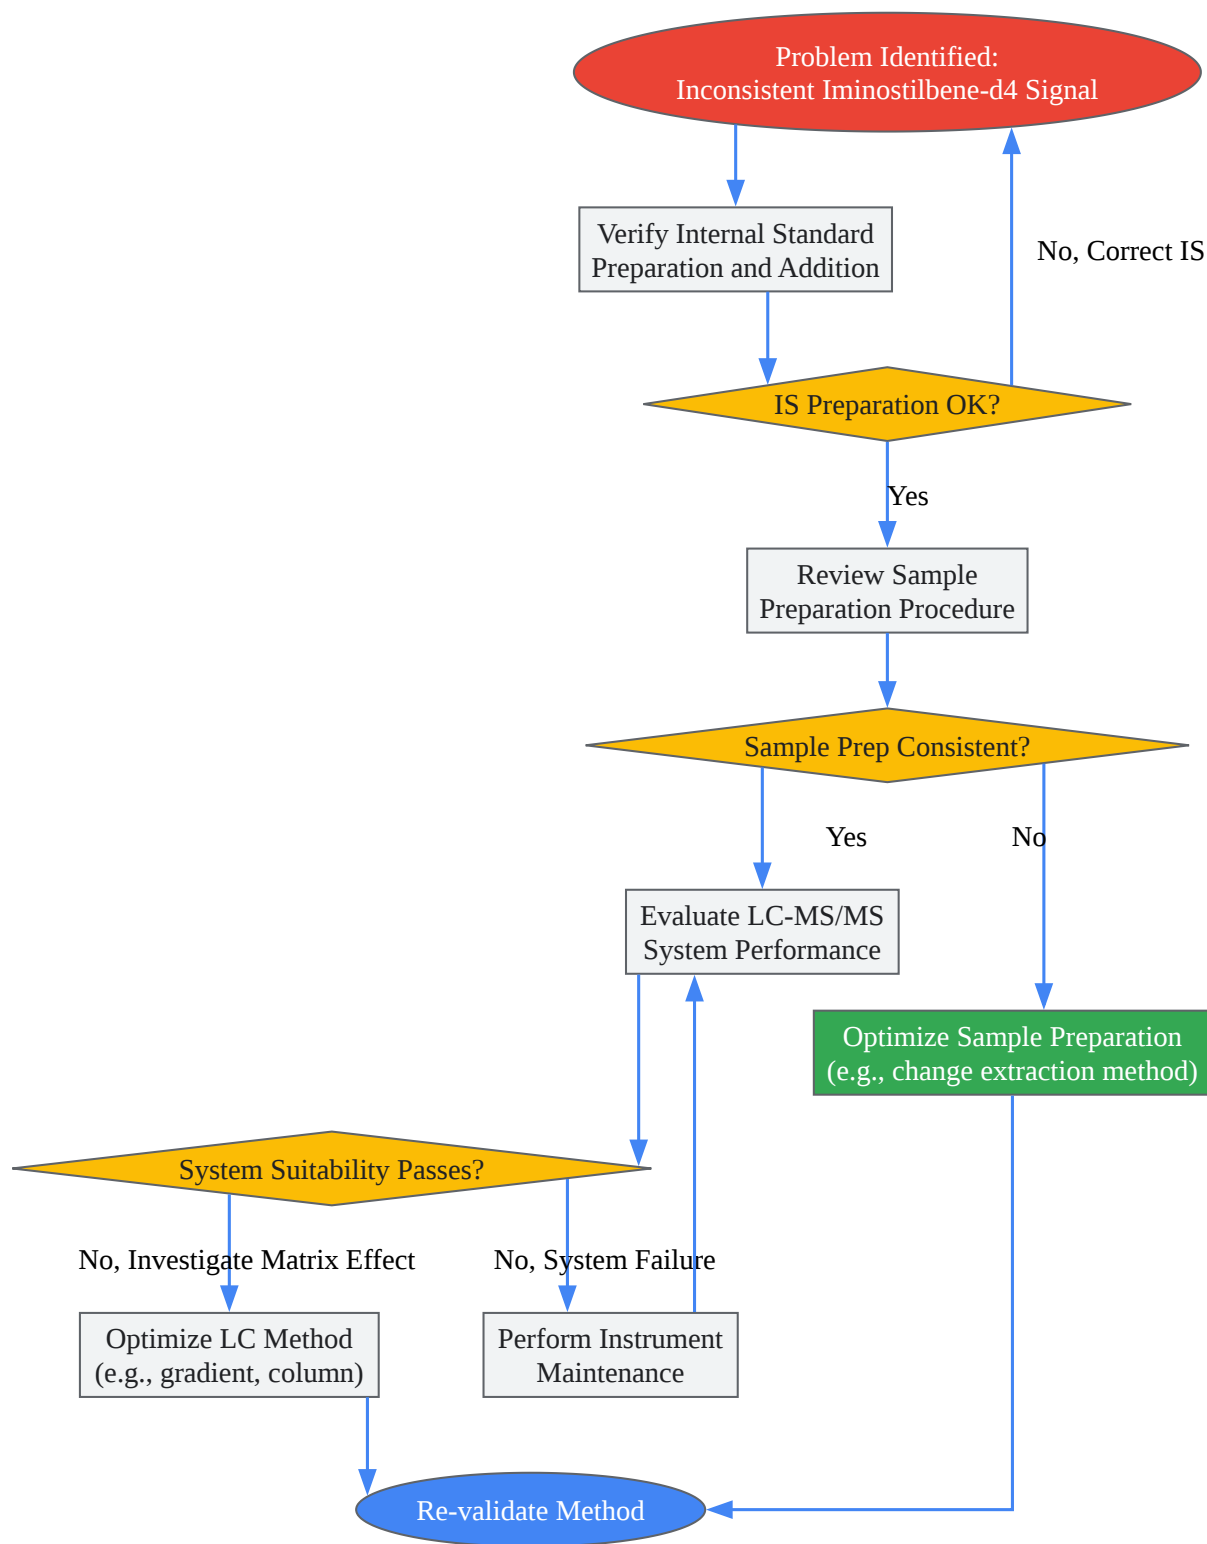 Problem Identified:
Inconsistent Iminostilbene-d4 Signal
Verify Internal Standard
Preparation and Addition
No, Correct IS
IS Preparation OK?
Yes
Review Sample
Preparation Procedure
Sample Prep Consistent?
Yes
No
Evaluate LC-MS/MS
System Performance
Optimize Sample Preparation
(e.g., change extraction method)
System Suitability Passes?
No, Investigate Matrix Effect
No, System Failure
Optimize LC Method
(e.g., gradient, column)
Perform Instrument
Maintenance
Re-validate Method